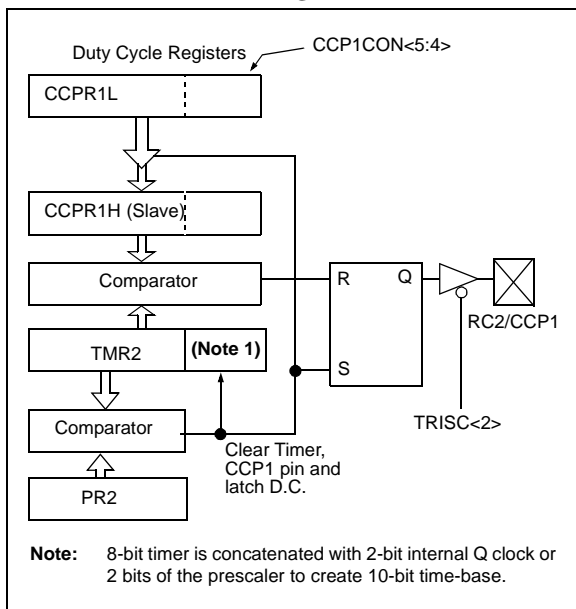 Duty Cycle Registers
CCP1CON<5:4>
CCPR1L
CCPR1H (Slave)
Comparator
R
Q
RC2/CCP1
TMR2
(Note 1)
S
TRISC<2>
Comparator
Clear Timer,
CCP1 pin and
latch D.C.
PR2
Note: 8-bit timer is concatenated with 2-bit internal Q clock or
2 bits of the prescaler to create 10-bit time-base.